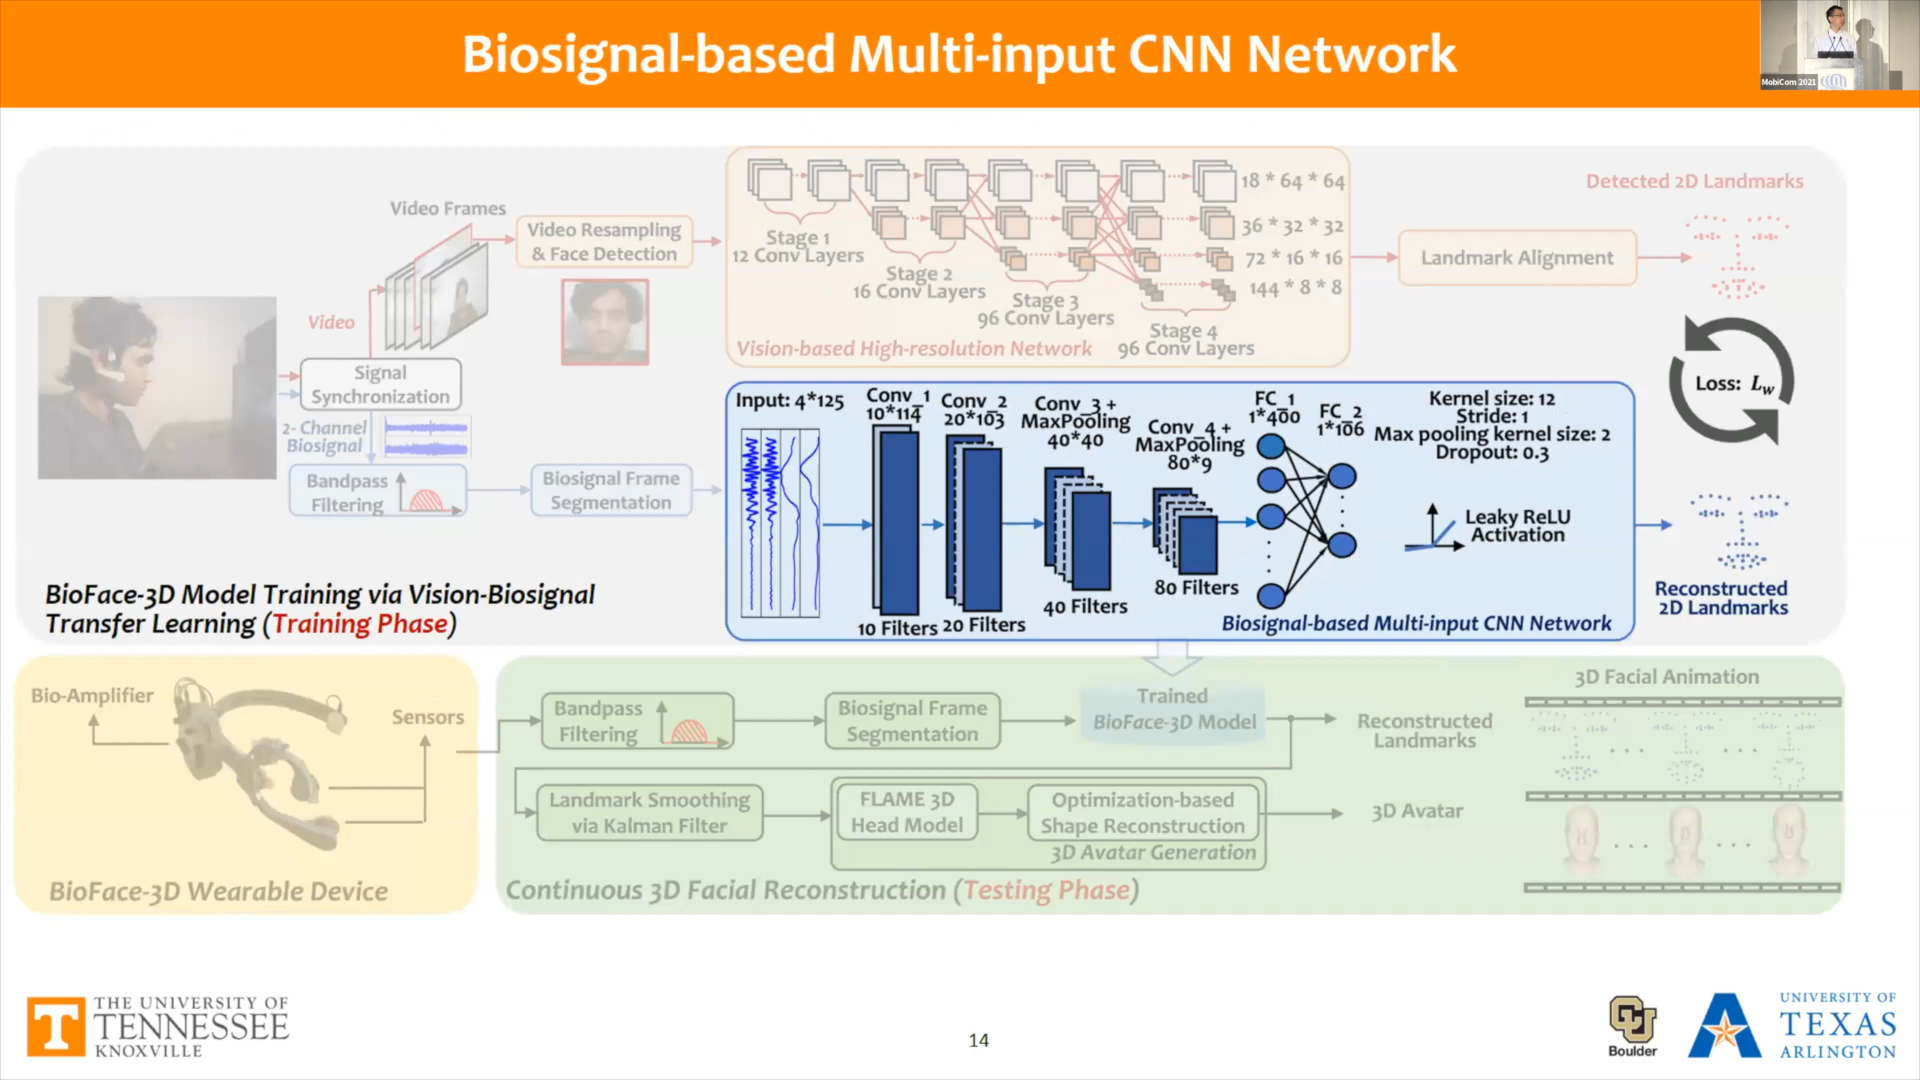 Biosignal-based Multi-input CNN Network
MobiCom 2021
Video Frames
Video
Video Resampling
& Face Detection
Signal
Synchronization
2- Channel
Biosignal
Bandpass
Filtering
Biosignal Frame
Segmentation
Stage 1
12 Conv Layers
Stage 2
16 Conv Layers
Stage 3
96 Conv Layers
Stage 4
96 Conv Layers
18 * 64 * 64
36 * 32 * 32
72 * 16 * 16
144 * 8 * 8
Vision-based High-resolution Network
Landmark Alignment
Detected 2D Landmarks
Loss: Lw
Input: 4*125
Conv_1
10*114
Conv_2
20*103
Conv_3 +
MaxPooling
40*40
Conv_4 +
MaxPooling
80*9
FC_1
1*400
FC_2
1*106
Kernel size: 12
Stride: 1
Max pooling kernel size: 2
Dropout: 0.3
Leaky ReLU
Activation
10 Filters
20 Filters
40 Filters
80 Filters
Biosignal-based Multi-input CNN Network
Reconstructed
2D Landmarks
BioFace-3D Model Training via Vision-Biosignal
Transfer Learning (Training Phase)
Bio-Amplifier
Sensors
BioFace-3D Wearable Device
Bandpass
Filtering
Biosignal Frame
Segmentation
Trained
BioFace-3D Model
Reconstructed
Landmarks
3D Facial Animation
Landmark Smoothing
via Kalman Filter
FLAME 3D
Head Model
Optimization-based
Shape Reconstruction
3D Avatar Generation
3D Avatar
Continuous 3D Facial Reconstruction (Testing Phase)
T
THE UNIVERSITY OF
TENNESSEE
KNOXVILLE
14
CU
Boulder
A
UNIVERSITY OF
TEXAS
ARLINGTON